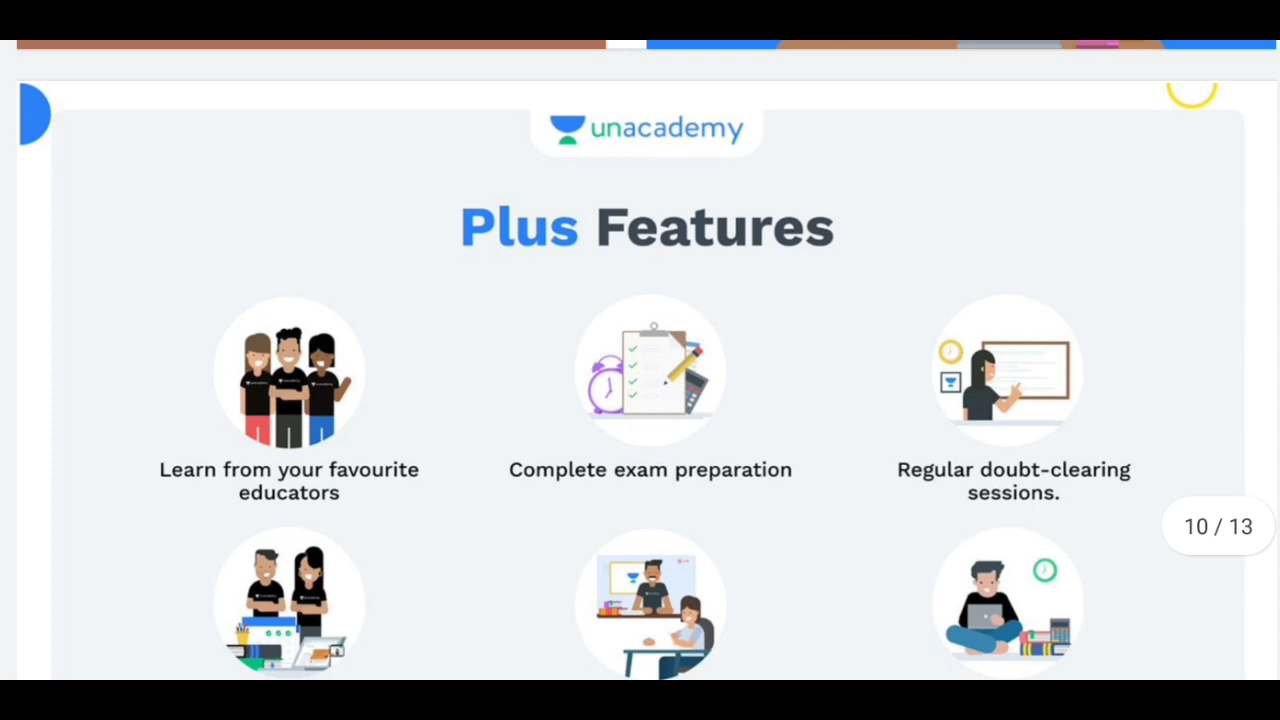 unacademy
Plus Features
Learn from your favourite
educators
Complete exam preparation
Regular doubt-clearing
sessions.
10 / 13